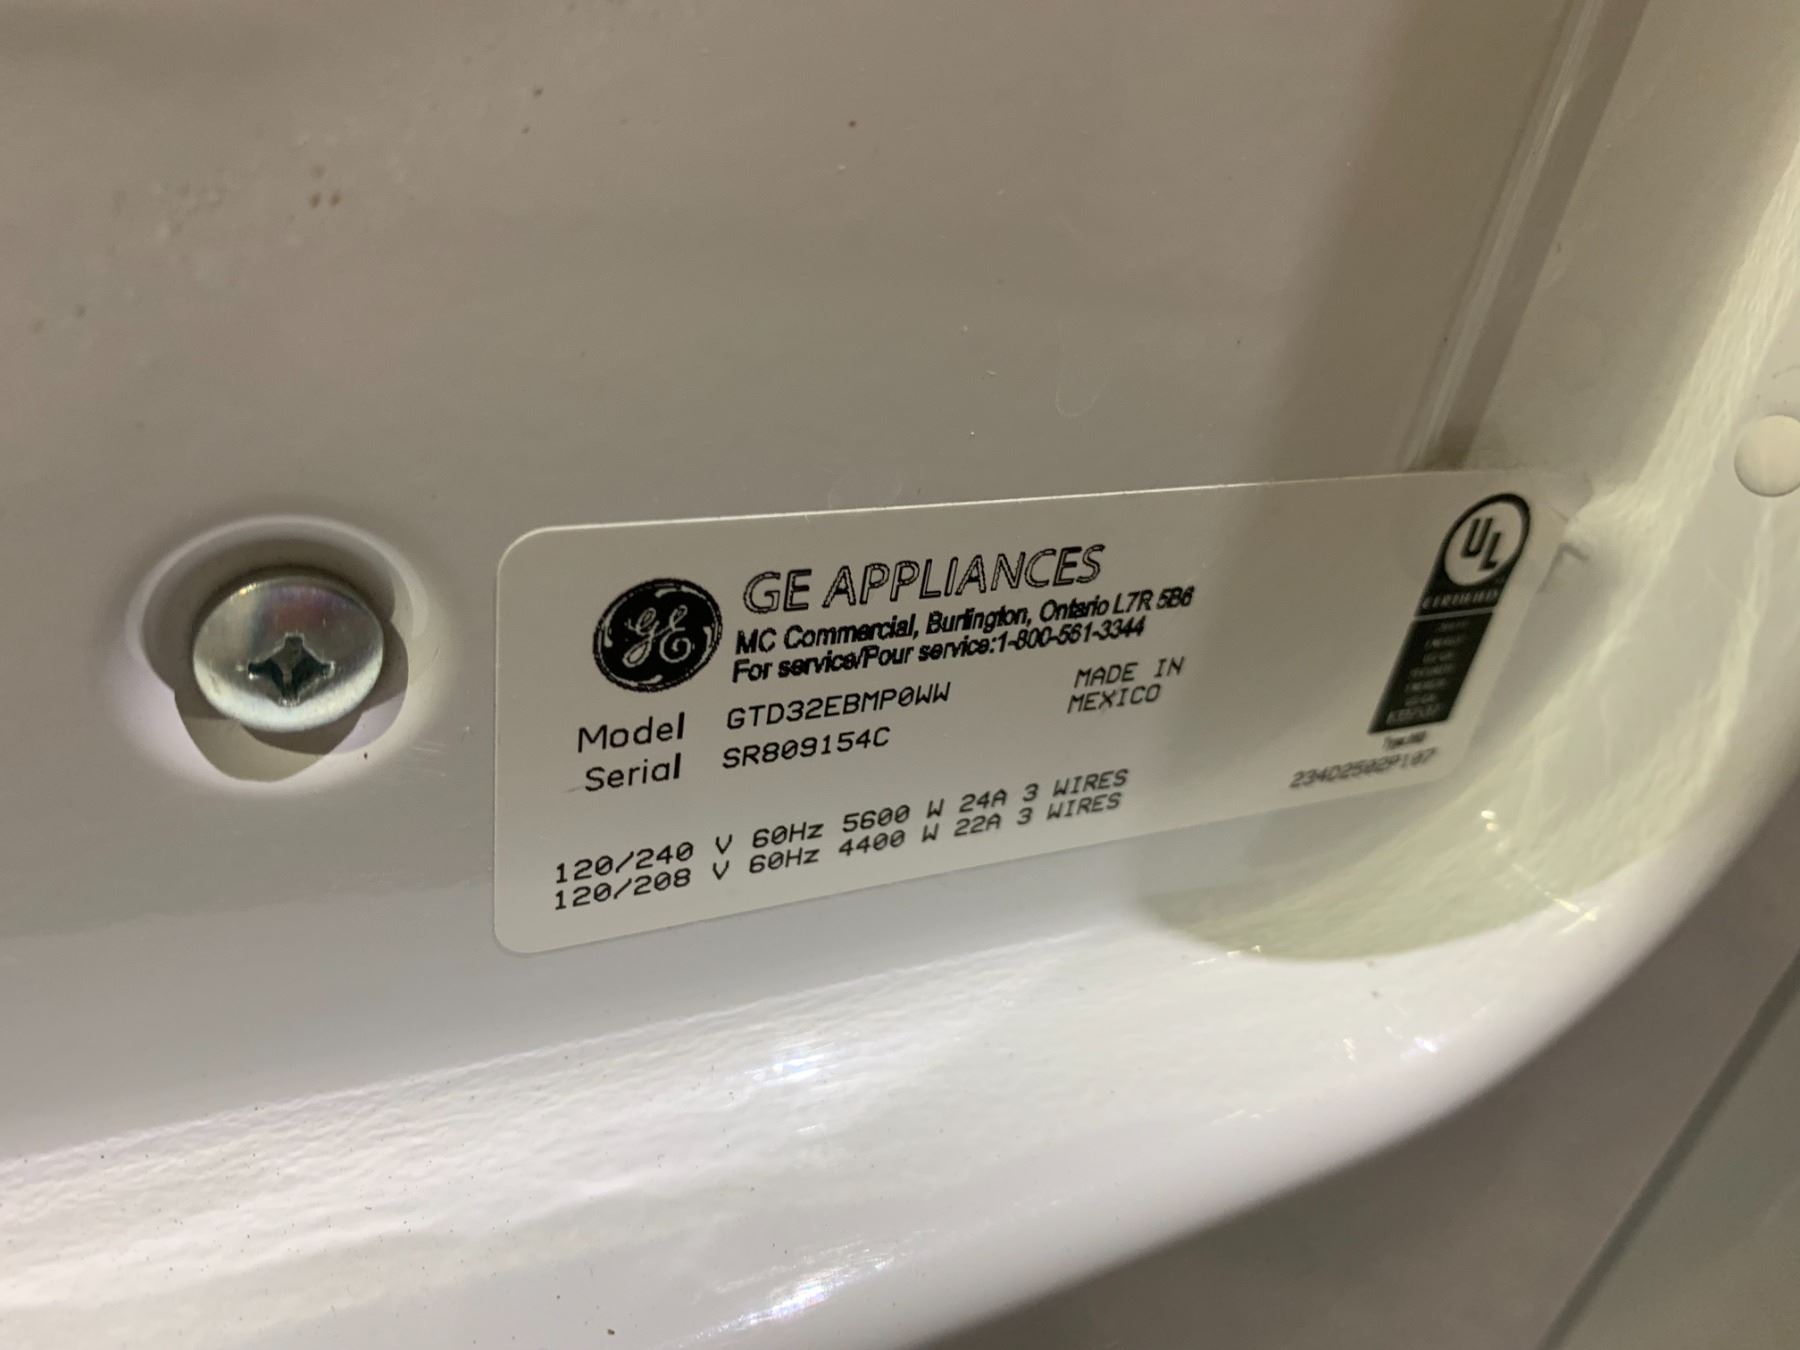 GE
GE APPLIANCES
MC Commercial, Burlington, Ontario L7R 5B6
For service/Pour service:1-800-561-3344
Model GTD32EBMP0WW
MADE IN
MEXICO
Serial SR809154C
120/240 V 60Hz 5600 W 24A 3 WIRES
120/208 V 60Hz 4400 W 22A 3 WIRES
UL
CERTIFIED
234D2502P107